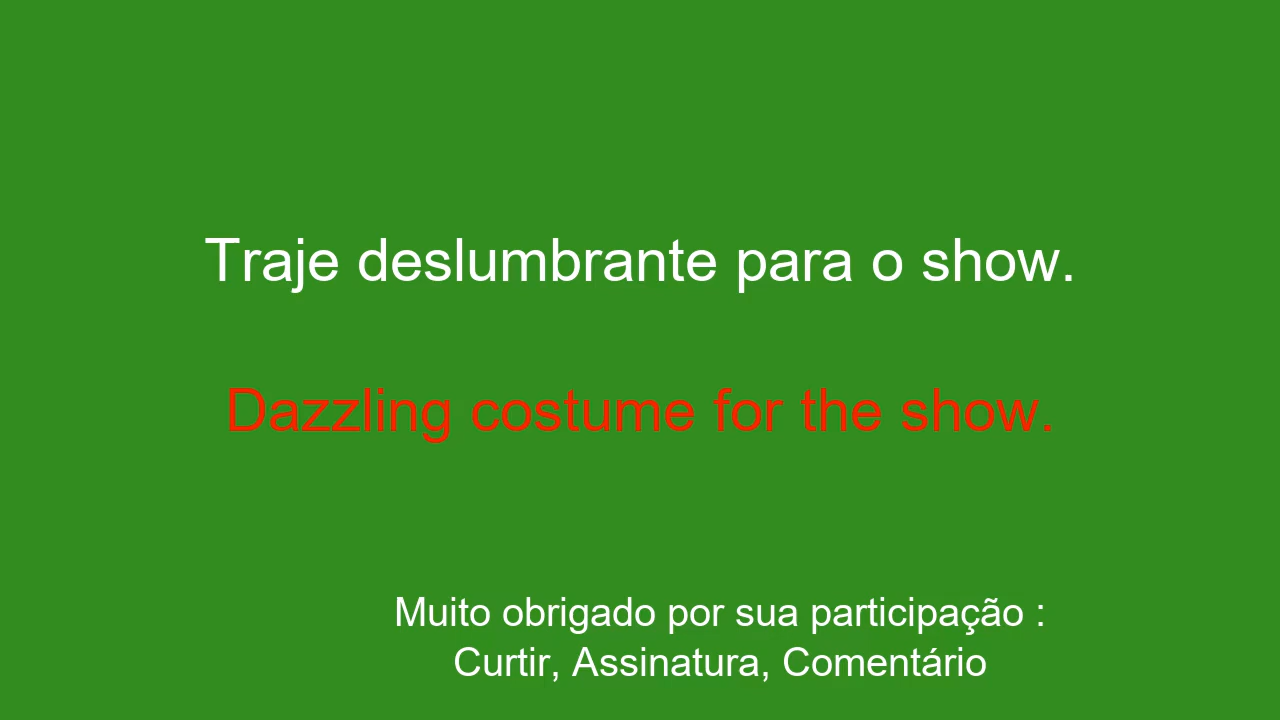 Traje deslumbrante para o show.
Dazzling costume for the show.
Muito obrigado por sua participação :
Curtir, Assinatura, Comentário